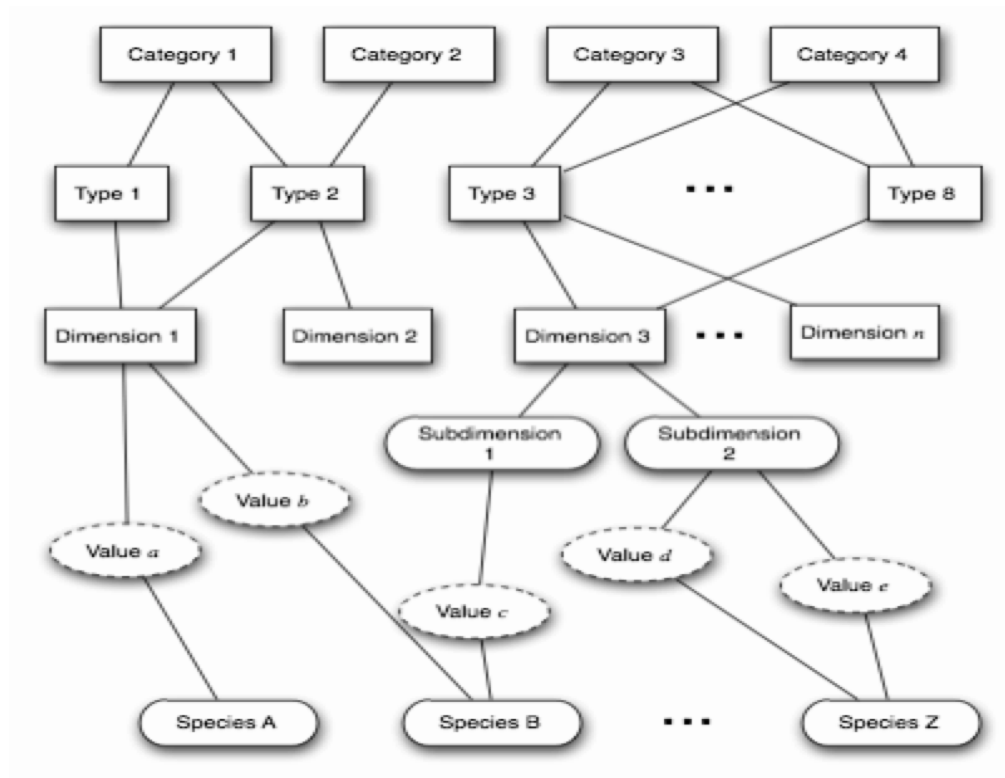 Category 1
Category 2
Category 3
Category 4
Type 1
Type 2
Type 3
...
Type 8
Dimension 1
Dimension 2
Dimension 3
...
Dimension n
Subdimension
1
Subdimension
2
Value b
Value a
Value d
Value e
Value c
Species A
Species B
...
Species Z